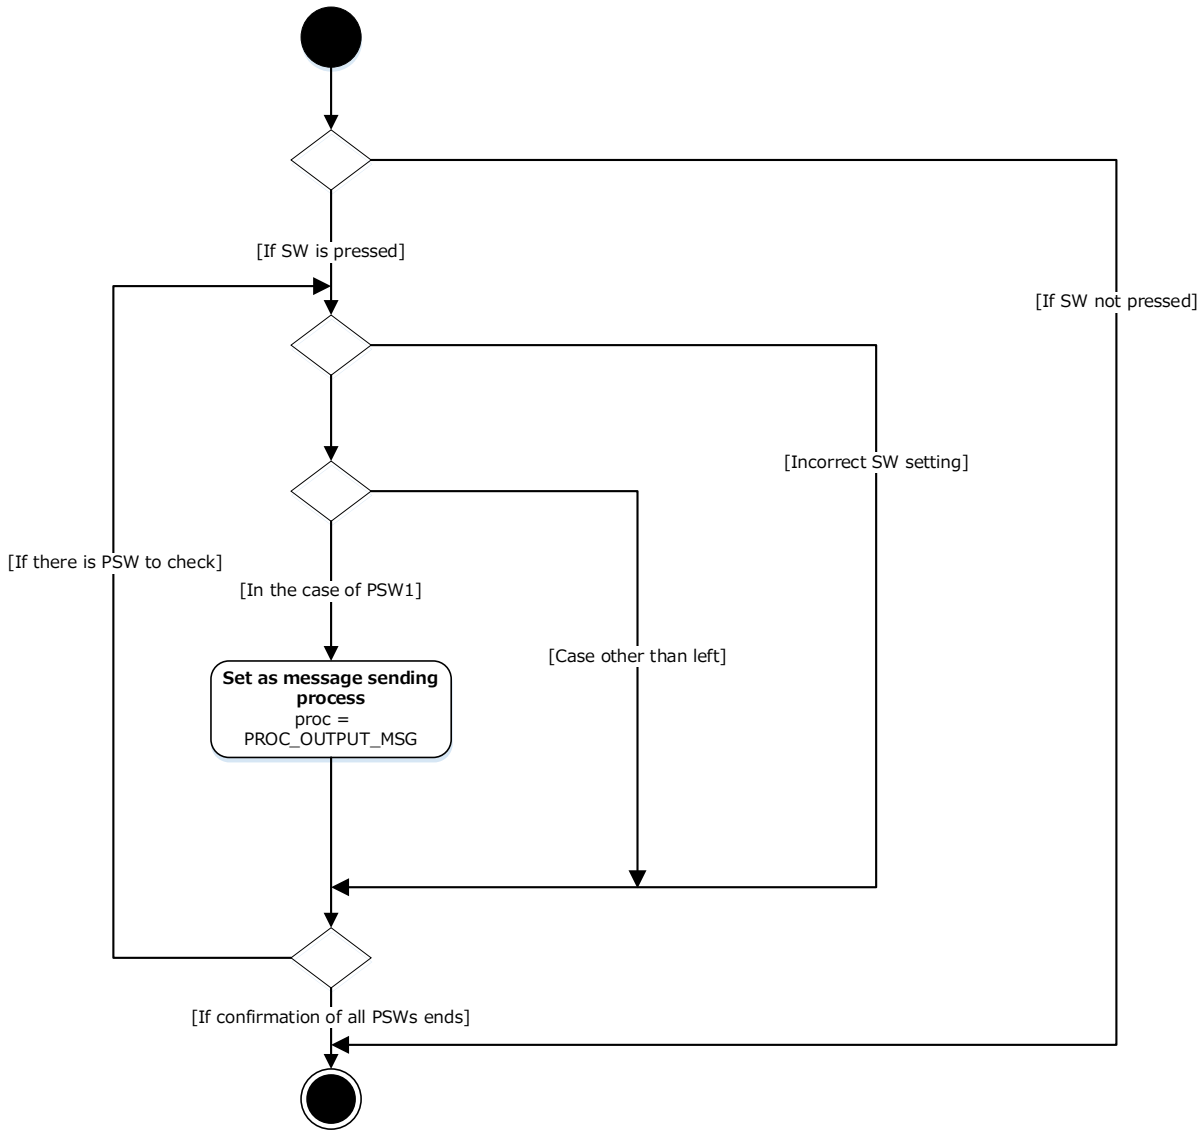 [If SW is pressed]
[If SW not pressed]
[Incorrect SW setting]
[If there is PSW to check]
[In the case of PSW1]
[Case other than left]
Set as message sending
process
proc =
PROC_OUTPUT_MSG
[If confirmation of all PSWs ends]